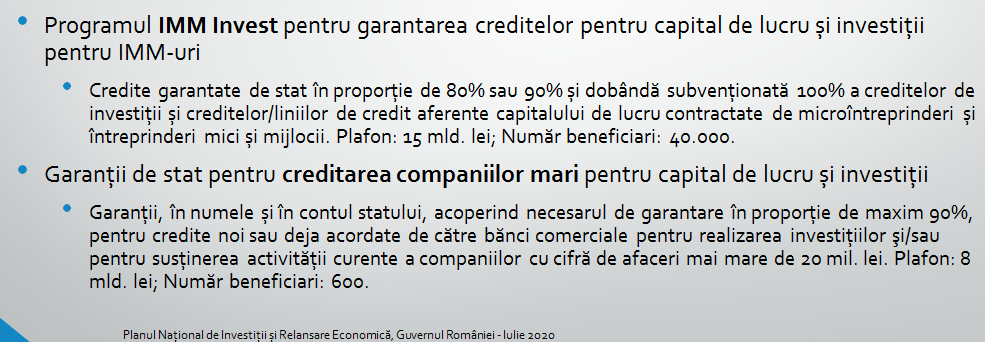 • Programul IMM Invest pentru garantarea creditelor pentru capital de lucru și investiții
pentru IMM-uri
• Credite garantate de stat în proporție de 80% sau 90% și dobândă subvenționată 100% a creditelor de
investiții și creditelor/liniilor de credit aferente capitalului de lucru contractate de microîntreprinderi și
întreprinderi mici și mijlocii. Plafon: 15 mld. lei; Număr beneficiari: 40.000.
• Garanții de stat pentru creditarea companiilor mari pentru capital de lucru și investiții
• Garanții, în numele și în contul statului, acoperind necesarul de garantare în proporție de maxim 90%,
pentru credite noi sau deja acordate de către bănci comerciale pentru realizarea investițiilor şi/sau
pentru susținerea activității curente a companiilor cu cifră de afaceri mai mare de 20 mil. lei. Plafon: 8
mld. lei; Număr beneficiari: 600.
Planul Național de Investiții și Relansare Economică, Guvernul României - Iulie 2020